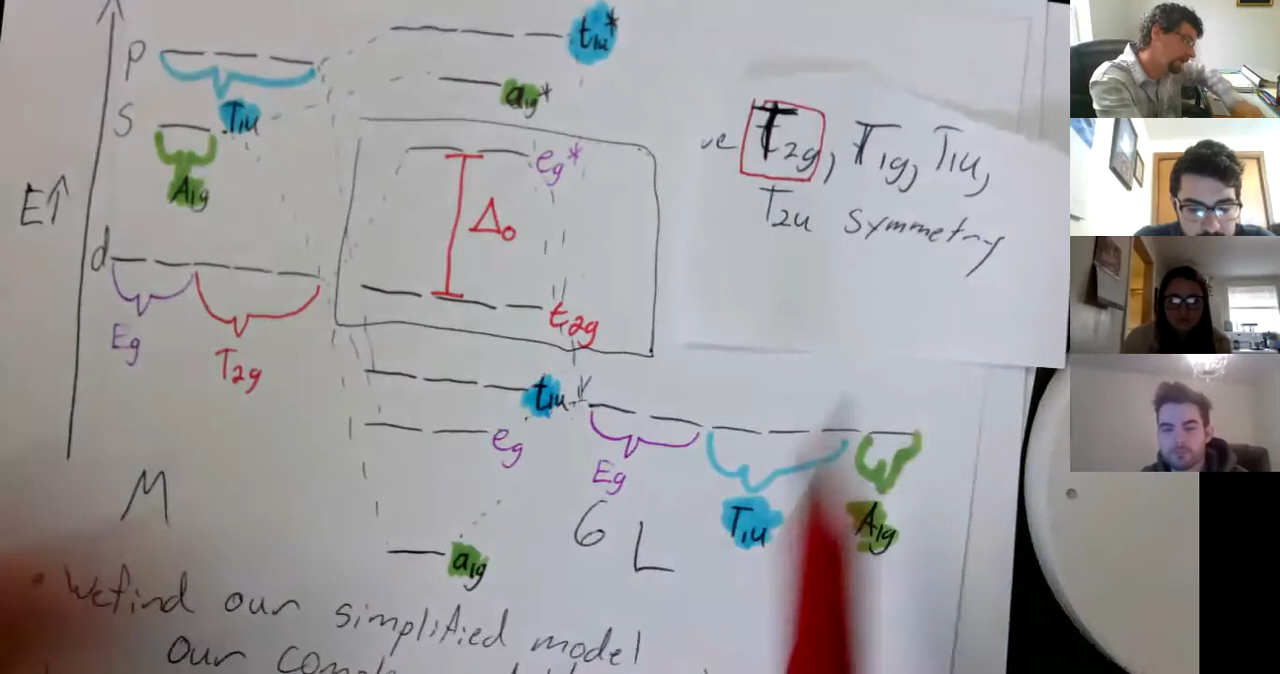 E↑
p
T1u
S
A1g
d
Eg
T2g
M
t1u*
a1g*
eg*
Δo
t2g
t1u
eg
a1g
Eg
T1u
A1g
6 L
T2g, T1g, T1u,
T2u symmetry
• We find our simplified model
our